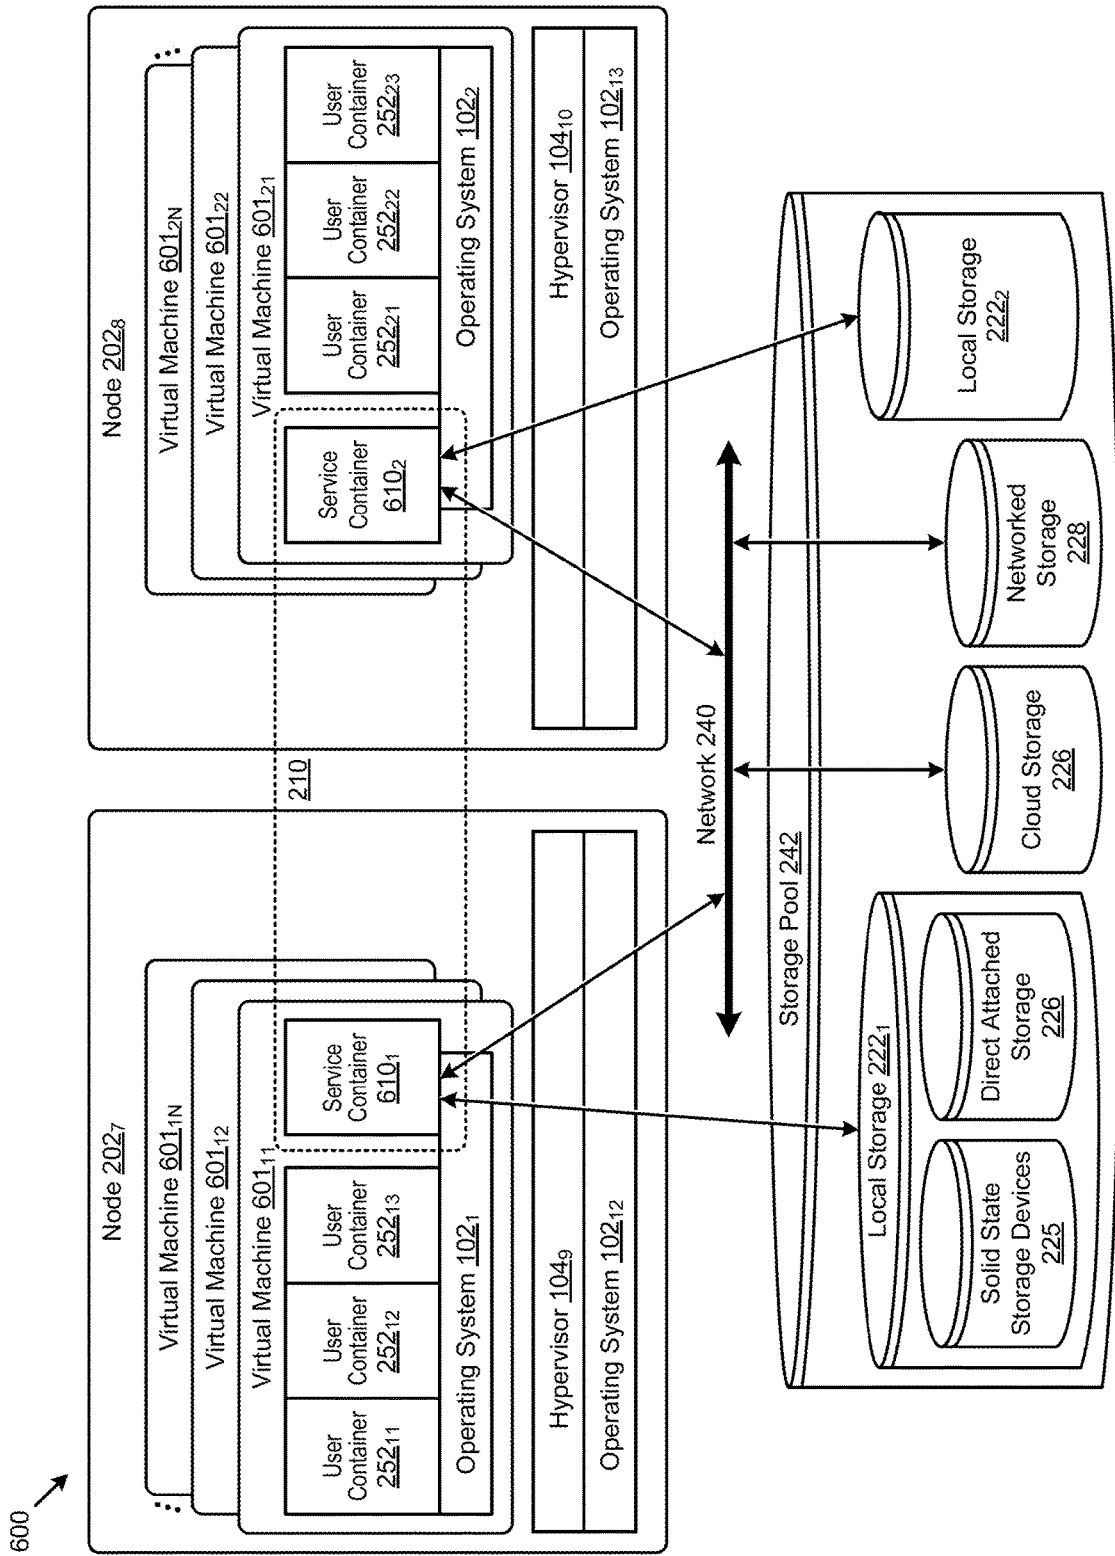 600
Node 202₇
Virtual Machine 601₁N
Virtual Machine 601₁₂
Virtual Machine 601₁₁
User
Container
252₁₁
User
Container
252₁₂
User
Container
252₁₃
Service
Container
610₁
Operating System 102₁
Hypervisor 104₉
Operating System 102₁₂
210
Node 202₈
Virtual Machine 601₂N
Virtual Machine 601₂₂
Virtual Machine 601₂₁
Service
Container
610₂
User
Container
252₂₁
User
Container
252₂₂
User
Container
252₂₃
Operating System 102₂
Hypervisor 104₁₀
Operating System 102₁₃
Network 240
Storage Pool 242
Local Storage 222₁
Solid State
Storage Devices
225
Direct Attached
Storage
226
Cloud Storage
226
Networked
Storage
228
Local Storage
222₂